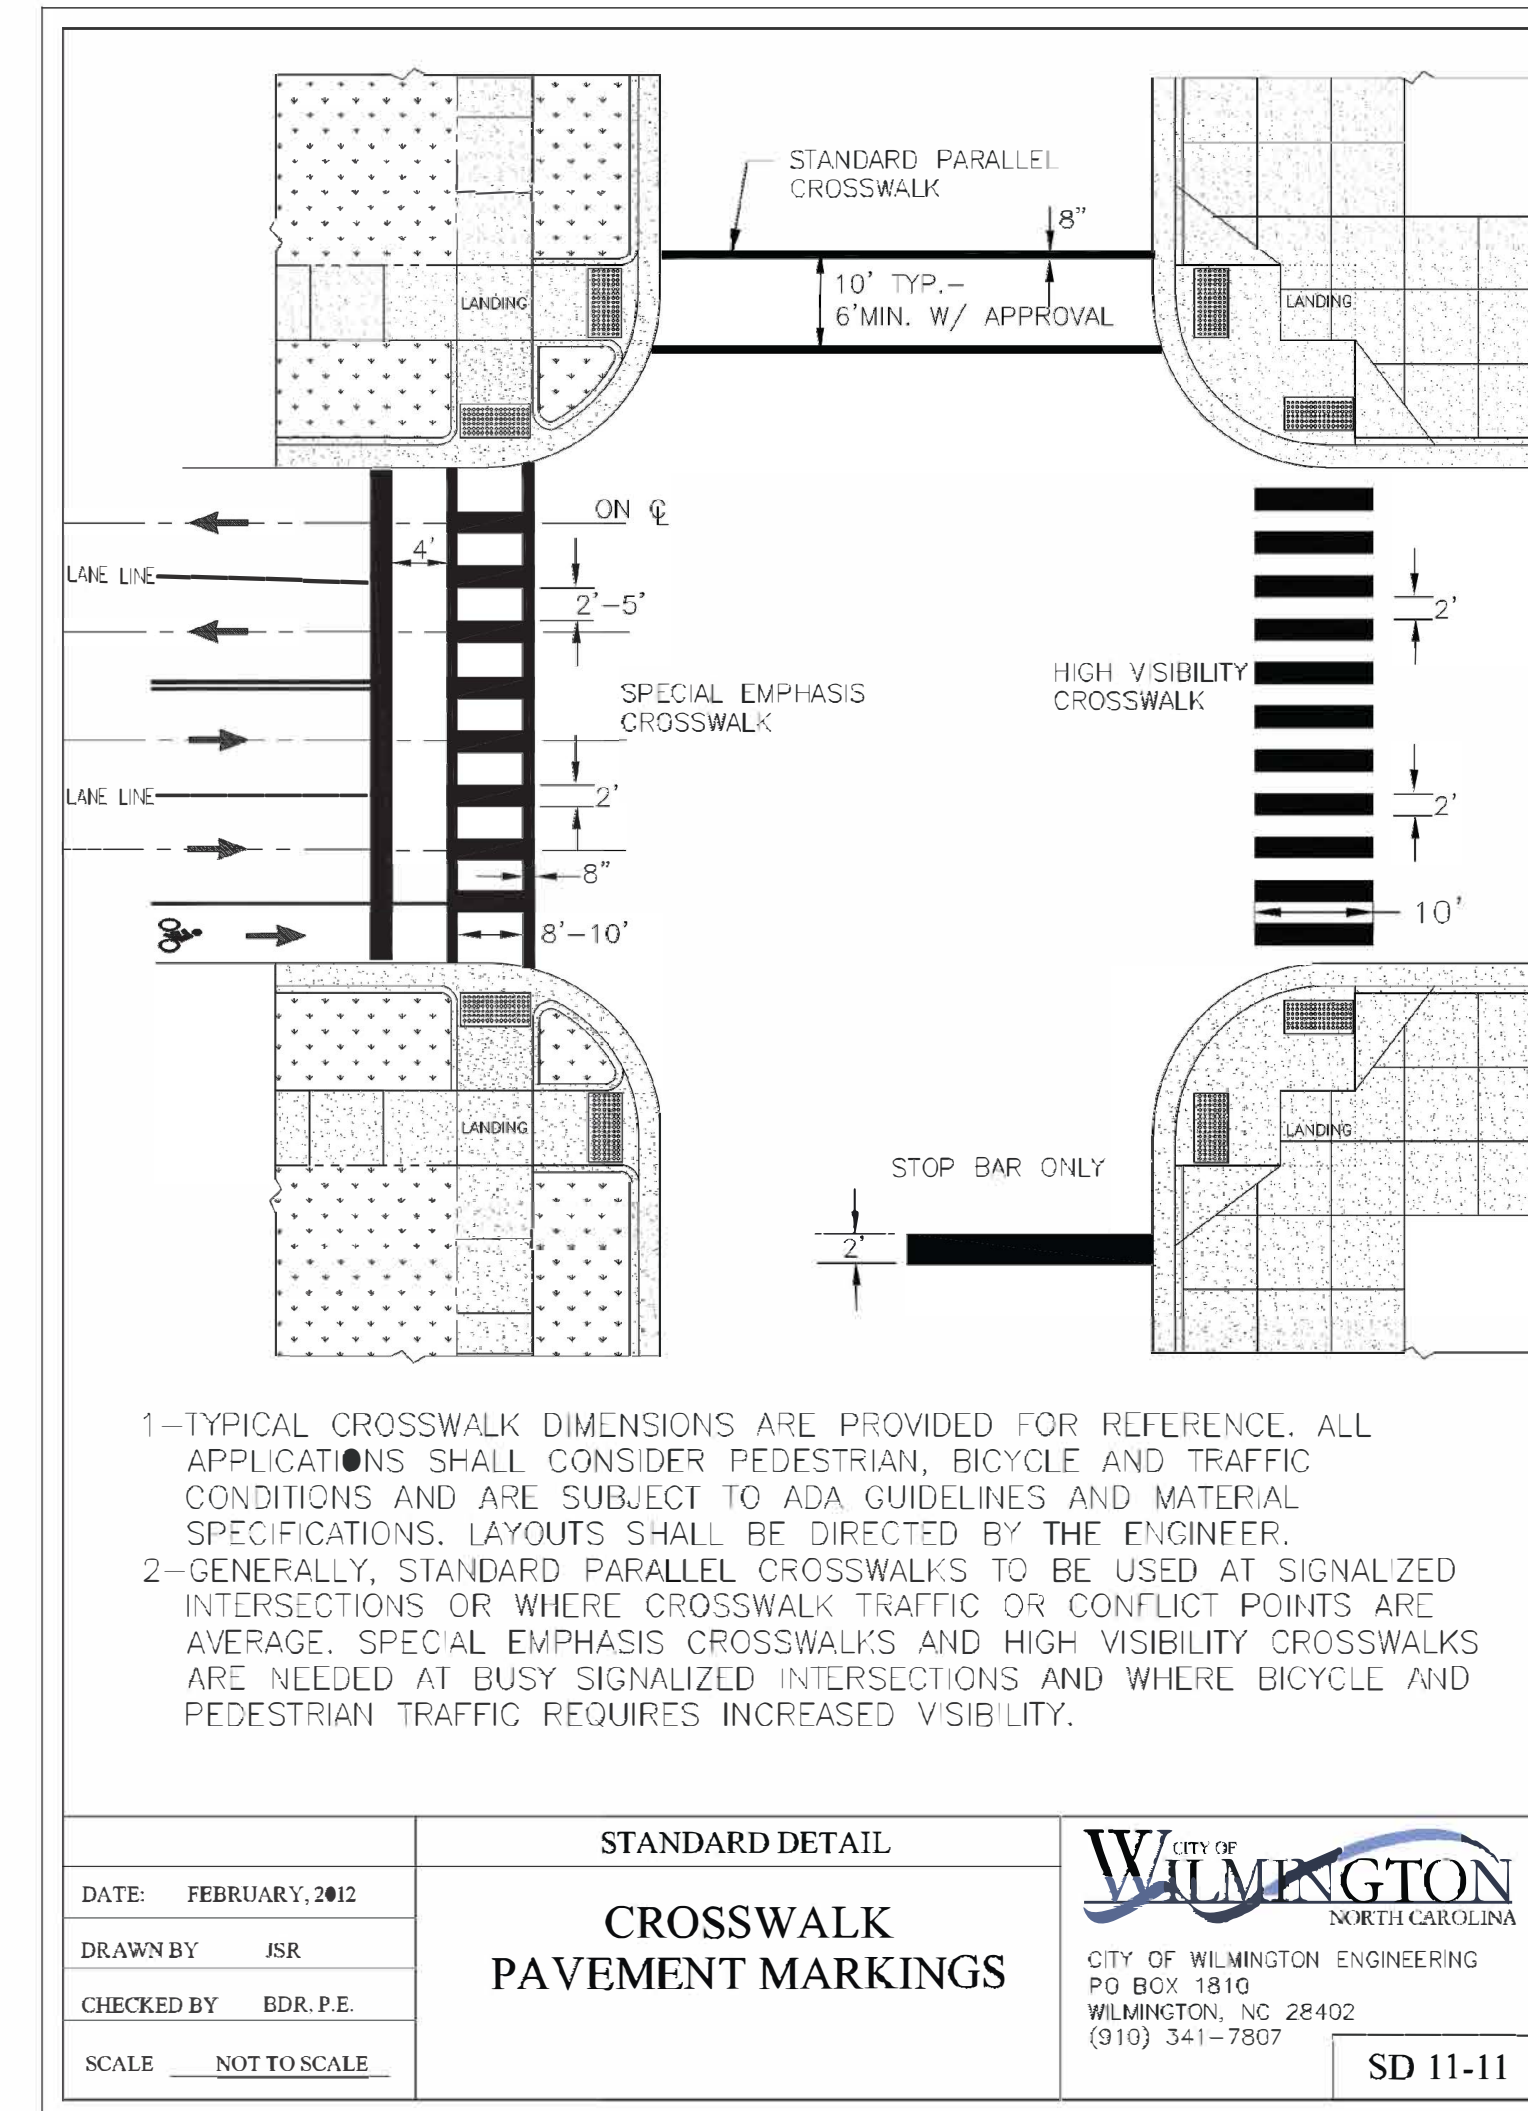 STANDARD PARALLEL
CROSSWALK
8"
10' TYP.-
6'MIN. W/ APPROVAL
LANDING
LANDING
ON ℄
4'
LANE LINE
2'-5'
2'
HIGH VISIBILITY
CROSSWALK
SPECIAL EMPHASIS
CROSSWALK
LANE LINE
2'
2'
8"
10'
8'-10'
LANDING
LANDING
STOP BAR ONLY
2'
1-TYPICAL CROSSWALK DIMENSIONS ARE PROVIDED FOR REFERENCE. ALL
APPLICATIONS SHALL CONSIDER PEDESTRIAN, BICYCLE AND TRAFFIC
CONDITIONS AND ARE SUBJECT TO ADA GUIDELINES AND MATERIAL
SPECIFICATIONS. LAYOUTS SHALL BE DIRECTED BY THE ENGINEER.
2-GENERALLY, STANDARD PARALLEL CROSSWALKS TO BE USED AT SIGNALIZED
INTERSECTIONS OR WHERE CROSSWALK TRAFFIC OR CONFLICT POINTS ARE
AVERAGE. SPECIAL EMPHASIS CROSSWALKS AND HIGH VISIBILITY CROSSWALKS
ARE NEEDED AT BUSY SIGNALIZED INTERSECTIONS AND WHERE BICYCLE AND
PEDESTRIAN TRAFFIC REQUIRES INCREASED VISIBILITY.
DATE: FEBRUARY, 2012
DRAWN BY JSR
CHECKED BY BDR, P.E.
SCALE NOT TO SCALE
STANDARD DETAIL
CROSSWALK
PAVEMENT MARKINGS
CITY OF
WILMINGTON
NORTH CAROLINA
CITY OF WILMINGTON ENGINEERING
PO BOX 1810
WILMINGTON, NC 28402
(910) 341-7807
SD 11-11